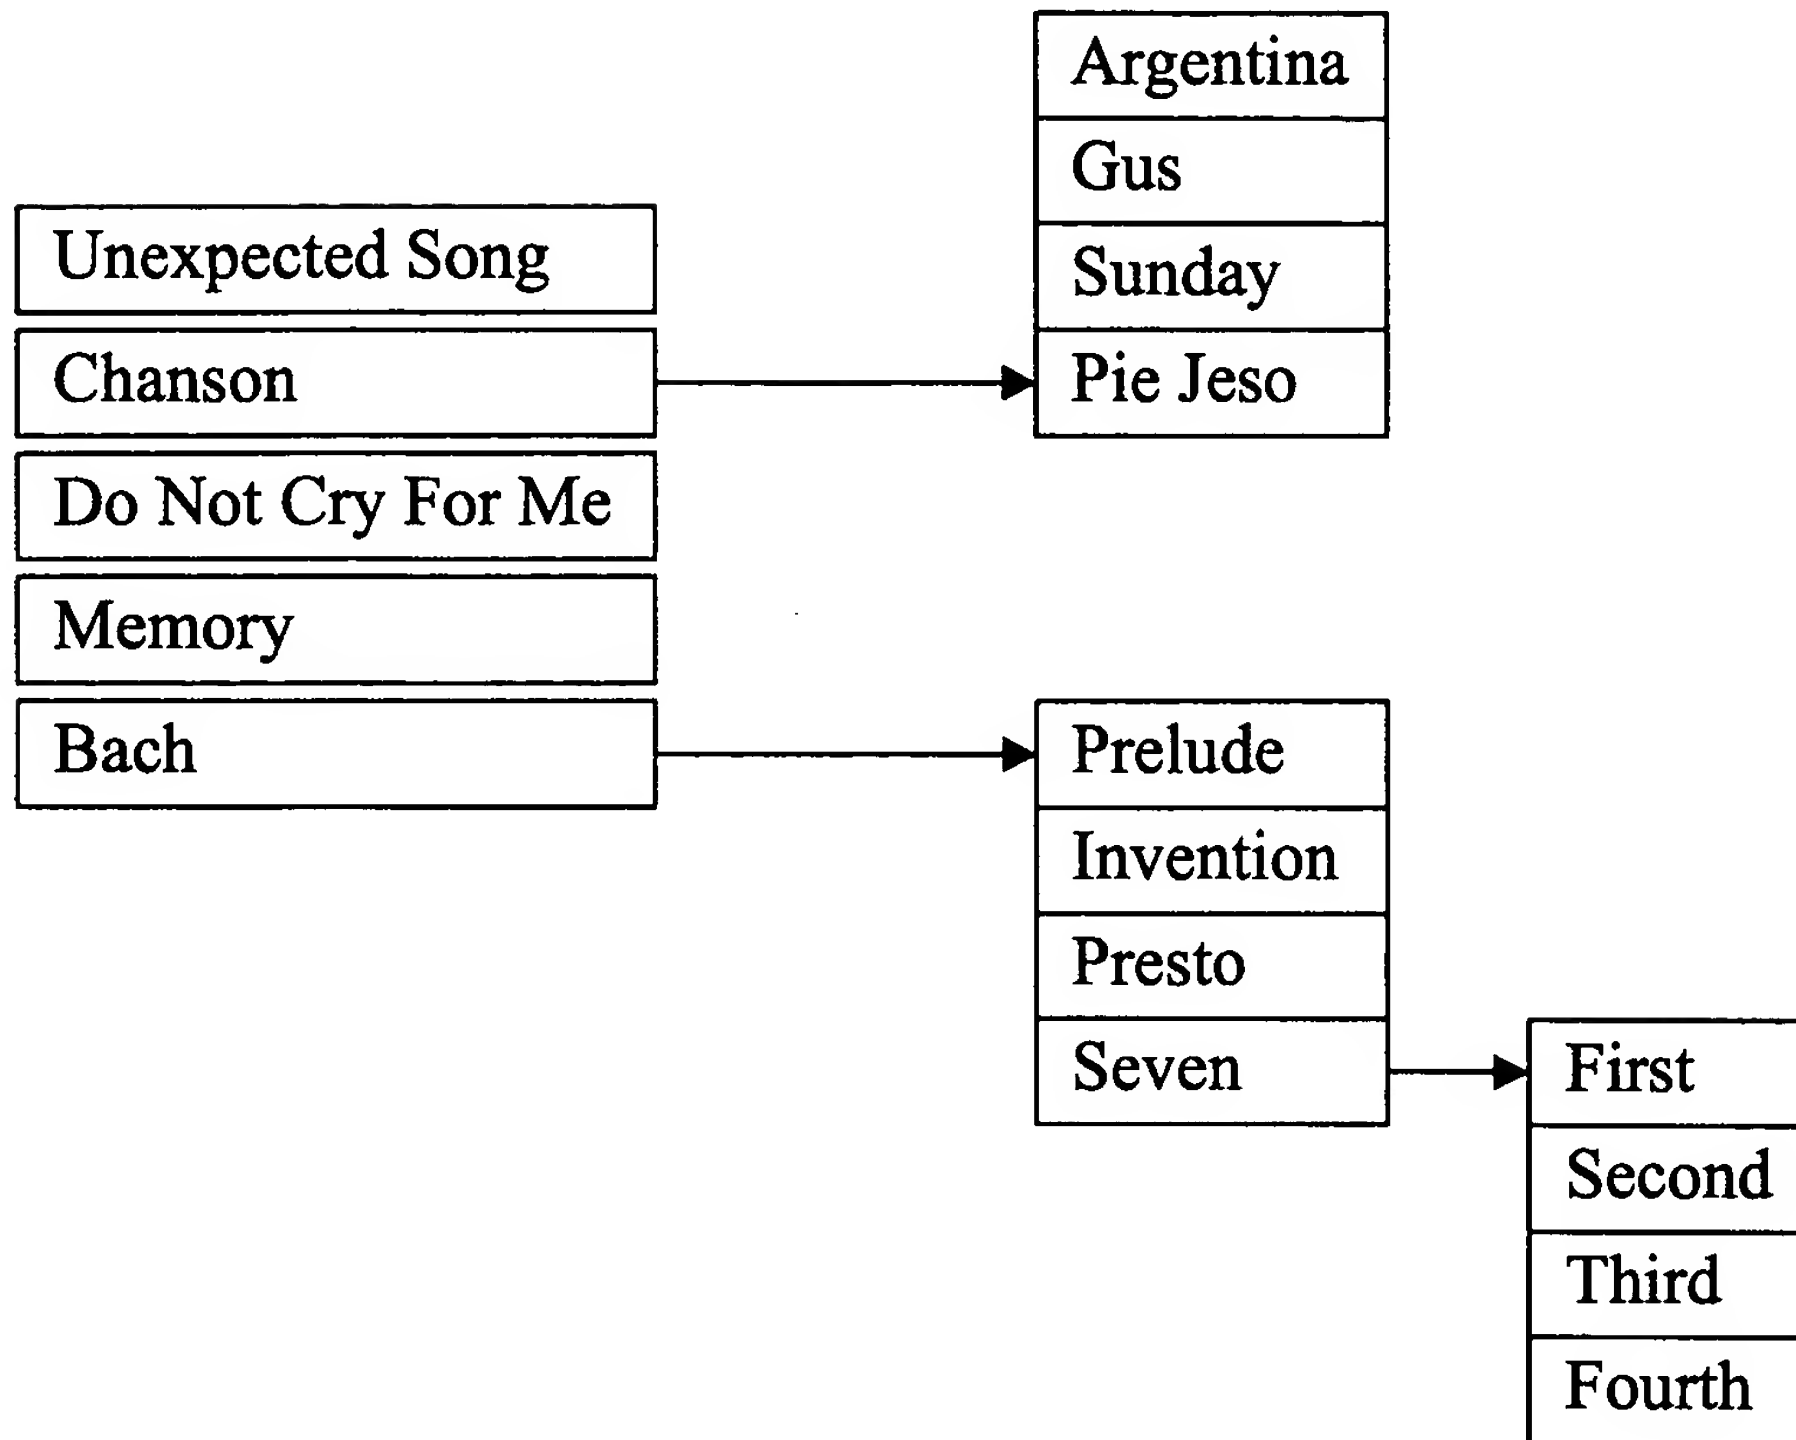 Argentina
Gus
Sunday
Pie Jeso
Unexpected Song
Chanson
Do Not Cry For Me
Memory
Bach
Prelude
Invention
Presto
Seven
First
Second
Third
Fourth